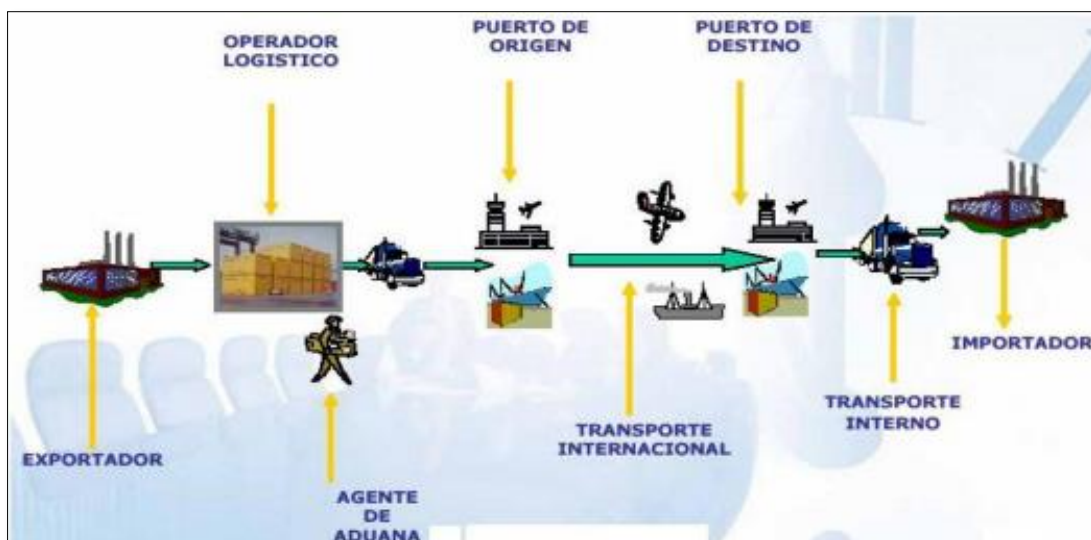 OPERADOR
LOGISTICO
PUERTO DE
ORIGEN
PUERTO DE
DESTINO
IMPORTADOR
TRANSPORTE
INTERNO
TRANSPORTE
INTERNACIONAL
EXPORTADOR
AGENTE
DE
ADUANA